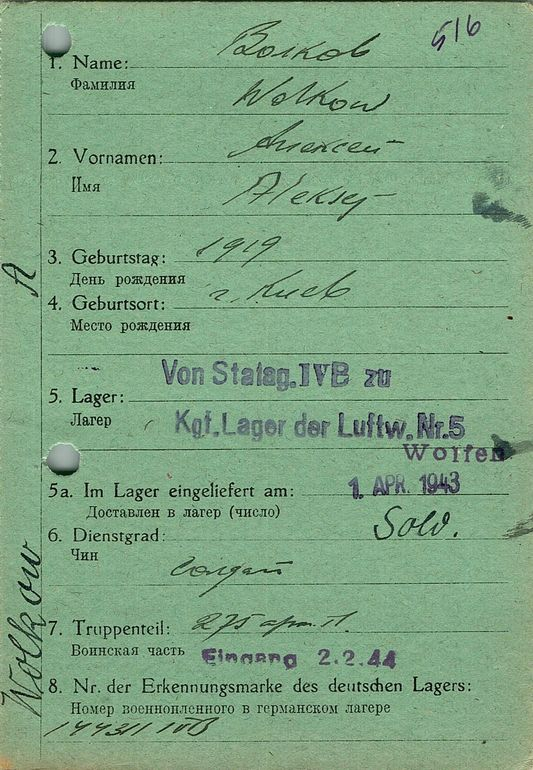 516
Волков
1. Name:
Фамилия
Wolkow
Алексей
2. Vornamen:
Имя
Aleksej
3. Geburtstag: 1919
День рождения
4. Geburtsort: г. Киев
Место рождения
Von Stalag. IVB zu
5. Lager:
Лагерь
Kgf. Lager der Luftw. Nr. 5
Wolfen
5a. Im Lager eingeliefert am: 1. APR. 1943
Доставлен в лагерь (число)
6. Dienstgrad: Sold.
Чин
солдат
7. Truppenteil: 275 арт. п.
Воинская часть
Eingang 2.2.44
8. Nr. der Erkennungsmarke des deutschen Lagers:
Номер военнопленного в германском лагере
IVB
Wolkow A